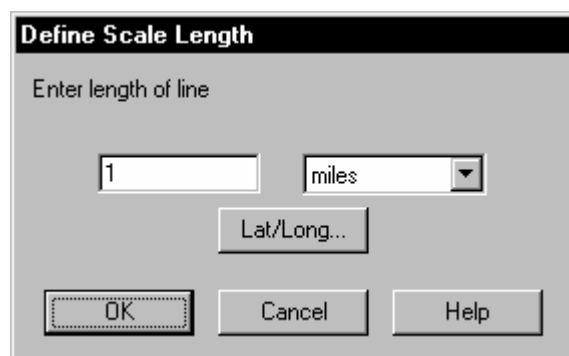 Define Scale Length
Enter length of line
1 miles
Lat/Long...
OK Cancel Help